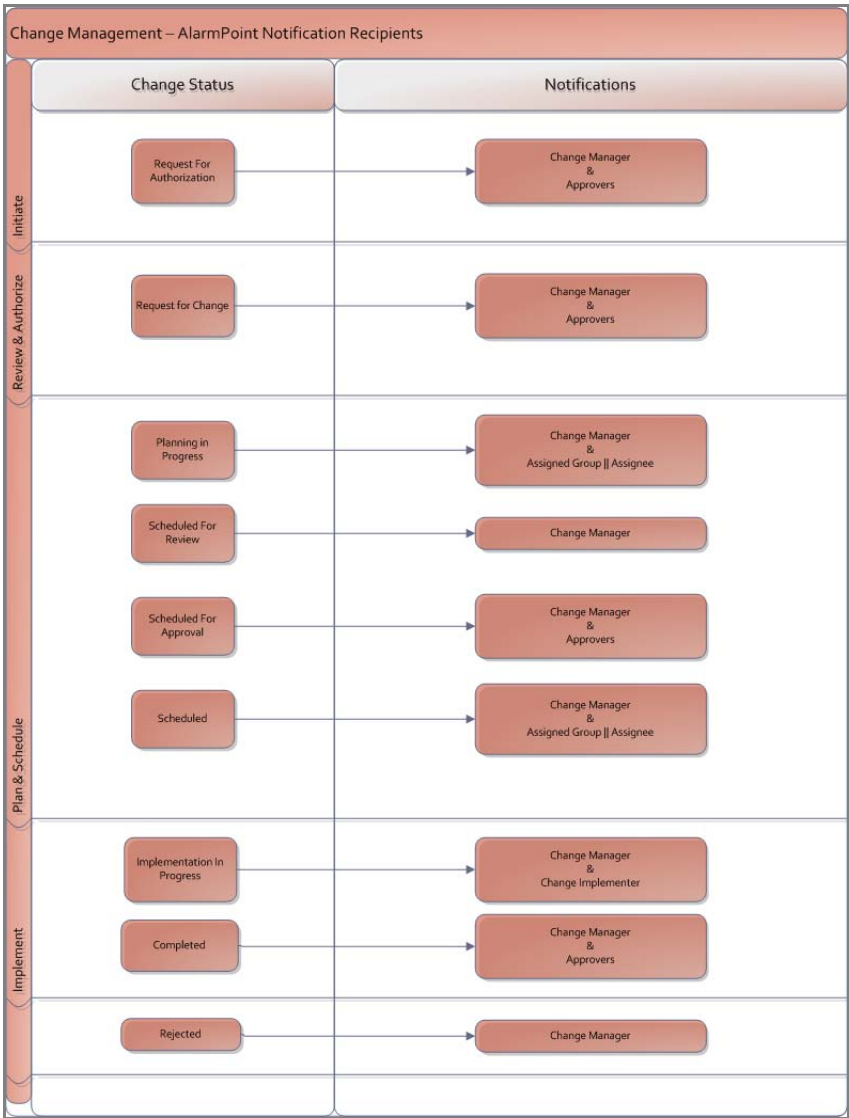 Change Management – AlarmPoint Notification Recipients
Change Status
Notifications
Initiate
Request For
Authorization
Change Manager
&
Approvers
Review & Authorize
Request for Change
Change Manager
&
Approvers
Plan & Schedule
Planning in
Progress
Change Manager
&
Assigned Group || Assignee
Scheduled For
Review
Change Manager
Scheduled For
Approval
Change Manager
&
Approvers
Scheduled
Change Manager
&
Assigned Group || Assignee
Implement
Implementation In
Progress
Change Manager
&
Change Implementer
Completed
Change Manager
&
Approvers
Rejected
Change Manager